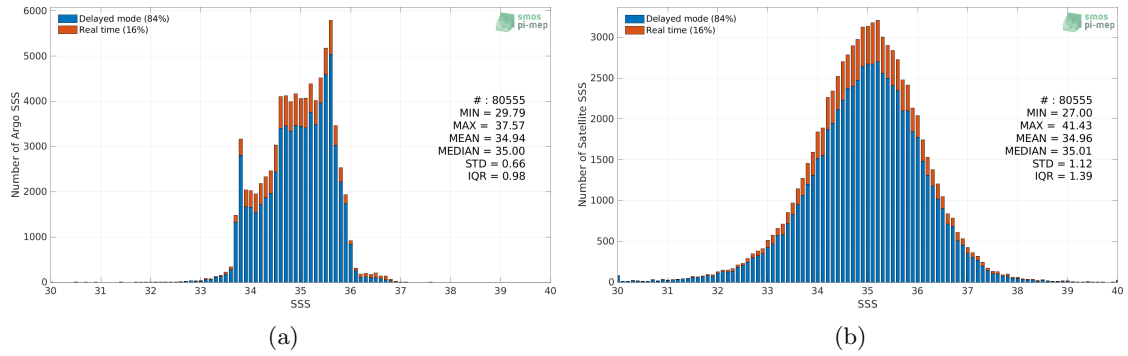 Delayed mode (84%)
Real time (16%)
smos
pi-mep
6000
5000
4000
3000
2000
1000
0
Number of Argo SSS
# : 80555
MIN = 29.79
MAX = 37.57
MEAN = 34.94
MEDIAN = 35.00
STD = 0.66
IQR = 0.98
30 31 32 33 34 35 36 37 38 39 40
SSS
(a)
Delayed mode (84%)
Real time (16%)
smos
pi-mep
3000
2500
2000
1500
1000
500
0
Number of Satellite SSS
# : 80555
MIN = 27.00
MAX = 41.43
MEAN = 34.96
MEDIAN = 35.01
STD = 1.12
IQR = 1.39
30 31 32 33 34 35 36 37 38 39 40
SSS
(b)